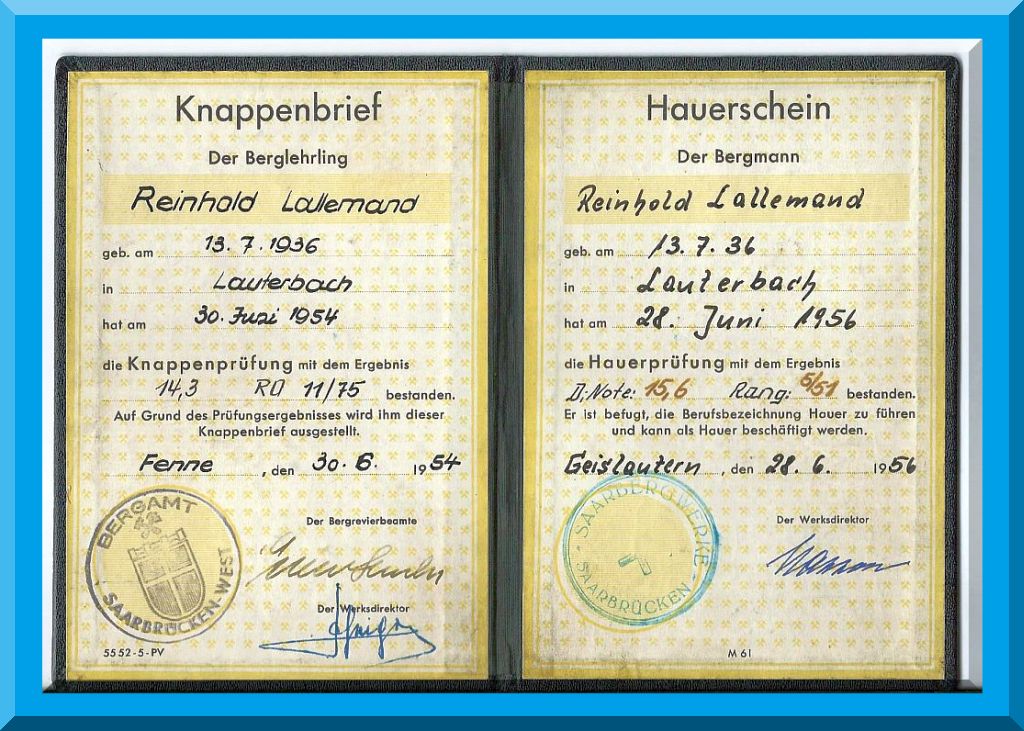 Knappenbrief
Der Berglehrling
Reinhold Lallemand
geb. am 13. 7. 1936
in Lauterbach
hat am 30. Juni 1954
die Knappenprüfung mit dem Ergebnis
14,3 RO 11/75 bestanden.
Auf Grund des Prüfungsergebnisses wird ihm dieser
Knappenbrief ausgestellt.
Fenne, den 30. 6. 1954
BERGAMT
SAARBRÜCKEN-WEST
Der Bergrevierbeamte
Der Werksdirektor
5552-5-PV
Hauerschein
Der Bergmann
Reinhold Lallemand
geb. am 13. 7. 36
in Lauterbach
hat am 28. Juni 1956
die Hauerprüfung mit dem Ergebnis
D; Note: 15,6 Rang: 5/51 bestanden.
Er ist befugt, die Berufsbezeichnung Hauer zu führen
und kann als Hauer beschäftigt werden.
Geislautern, den 28. 6. 1956
SAARBERGWERKE
SAARBRÜCKEN
Der Werksdirektor
M 61